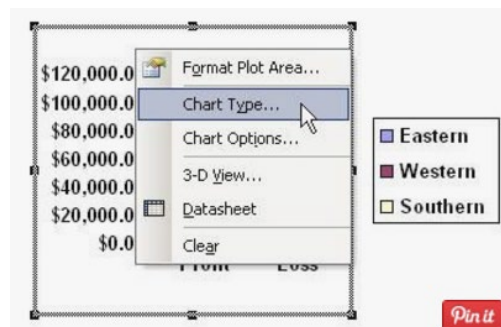 $120,000.0
$100,000.0
$80,000.0
$60,000.0
$40,000.0
$20,000.0
$0.0
Format Plot Area...
Chart Type...
Chart Options...
3-D View...
Datasheet
Clear
Loss
Eastern
Western
Southern
Pin it